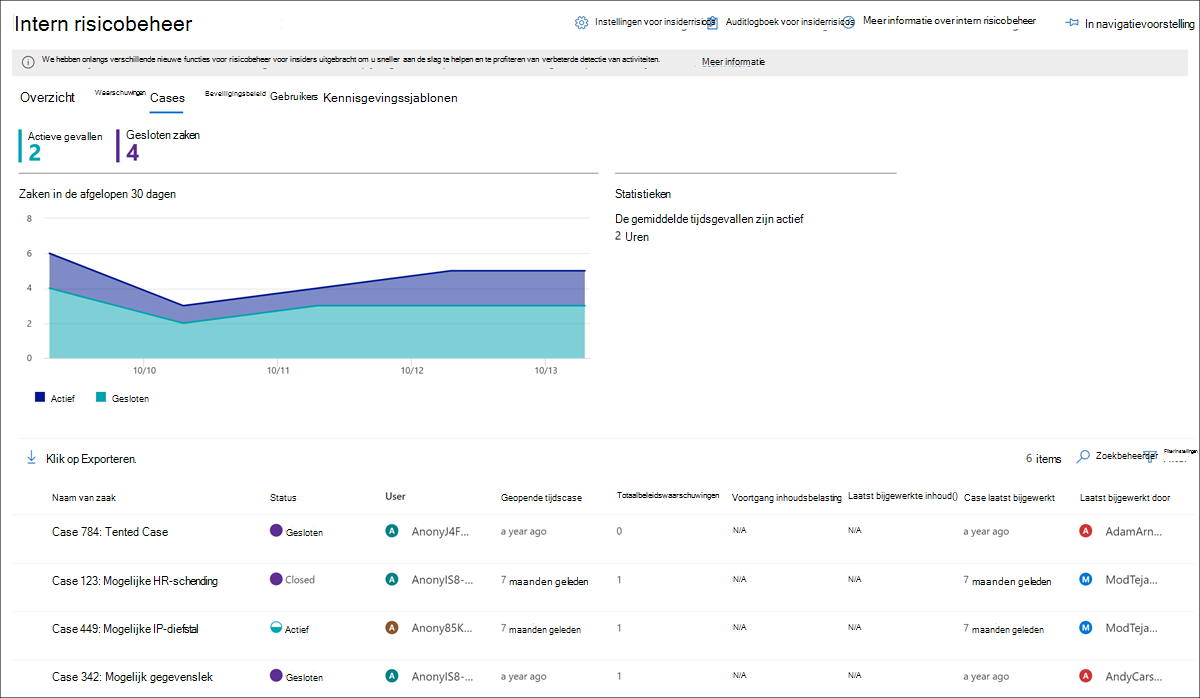 Intern risicobeheer
Instellingen voor insiderrisico's
Auditlogboek voor insiderrisico's
Meer informatie over intern risicobeheer
In navigatievoorstelling
We hebben onlangs verschillende nieuwe functies voor risicobeheer voor insiders uitgebracht om u sneller aan de slag te helpen en te profiteren van verbeterde detectie van activiteiten.
Meer informatie
Overzicht
Waarschuwingen
Cases
Beveiligingsbeleid
Gebruikers
Kennisgevingssjablonen
Actieve gevallen
2
Gesloten zaken
4
Zaken in de afgelopen 30 dagen
8
6
4
2
0
10/10 10/11 10/12 10/13
Actief Gesloten
Statistieken
De gemiddelde tijdsgevallen zijn actief
2 Uren
Klik op Exporteren.
6 items
Zoekbeheerder
Filterinstellingen
Naam van zaak Status User Geopende tijdscase Totaalbeleidswaarschuwingen Voortgang inhoudsbelasting Laatst bijgewerkte inhoud() Case laatst bijgewerkt Laatst bijgewerkt door
Case 784: Tented Case Gesloten A AnonyJ4F... a year ago 0 N/A N/A a year ago A AdamArn...
Case 123: Mogelijke HR-schending Closed A AnonyIS8-... 7 maanden geleden 1 N/A N/A 7 maanden geleden M ModTeja...
Case 449: Mogelijke IP-diefstal Actief A Anony85K... 7 maanden geleden 1 N/A N/A 7 maanden geleden M ModTeja...
Case 342: Mogelijk gegevenslek Gesloten A AnonyIS8-... a year ago 1 N/A N/A a year ago A AndyCars...